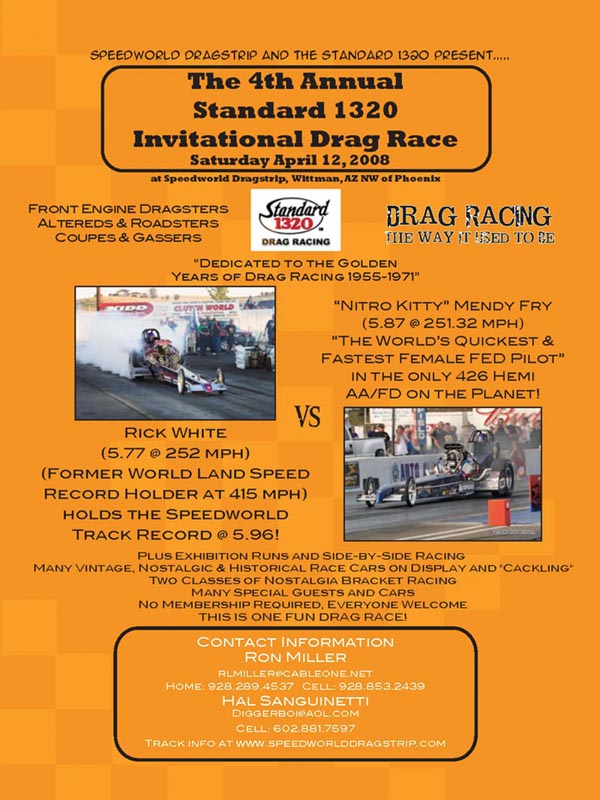 SPEEDWORLD DRAGSTRIP AND THE STANDARD 1320 PRESENT.....
The 4th Annual
Standard 1320
Invitational Drag Race
Saturday April 12, 2008
at Speedworld Dragstrip, Wittman, AZ NW of Phoenix
FRONT ENGINE DRAGSTERS
ALTEREDS & ROADSTERS
COUPES & GASSERS
Standard
1320
DRAG RACING
DRAG RACING
THE WAY IT USED TO BE
"DEDICATED TO THE GOLDEN
YEARS OF DRAG RACING 1955-1971"
CLUTCH WORLD
"NITRO KITTY" MENDY FRY
(5.87 @ 251.32 MPH)
"THE WORLD'S QUICKEST &
FASTEST FEMALE FED PILOT"
IN THE ONLY 426 HEMI
AA/FD ON THE PLANET!
VS
RICK WHITE
(5.77 @ 252 MPH)
(FORMER WORLD LAND SPEED
RECORD HOLDER AT 415 MPH)
HOLDS THE SPEEDWORLD
TRACK RECORD @ 5.96!
AUTO
PLUS EXHIBITION RUNS AND SIDE-BY-SIDE RACING
MANY VINTAGE, NOSTALGIC & HISTORICAL RACE CARS ON DISPLAY AND "CACKLING"
TWO CLASSES OF NOSTALGIA BRACKET RACING
MANY SPECIAL GUESTS AND CARS
NO MEMBERSHIP REQUIRED, EVERYONE WELCOME
THIS IS ONE FUN DRAG RACE!
CONTACT INFORMATION
RON MILLER
RLMILLER@CABLEONE.NET
HOME: 928.289.4537 CELL: 928.853.2439
HAL SANGUINETTI
DIGGERBOI@AOL.COM
CELL: 602.881.7597
TRACK INFO AT WWW.SPEEDWORLDDRAGSTRIP.COM